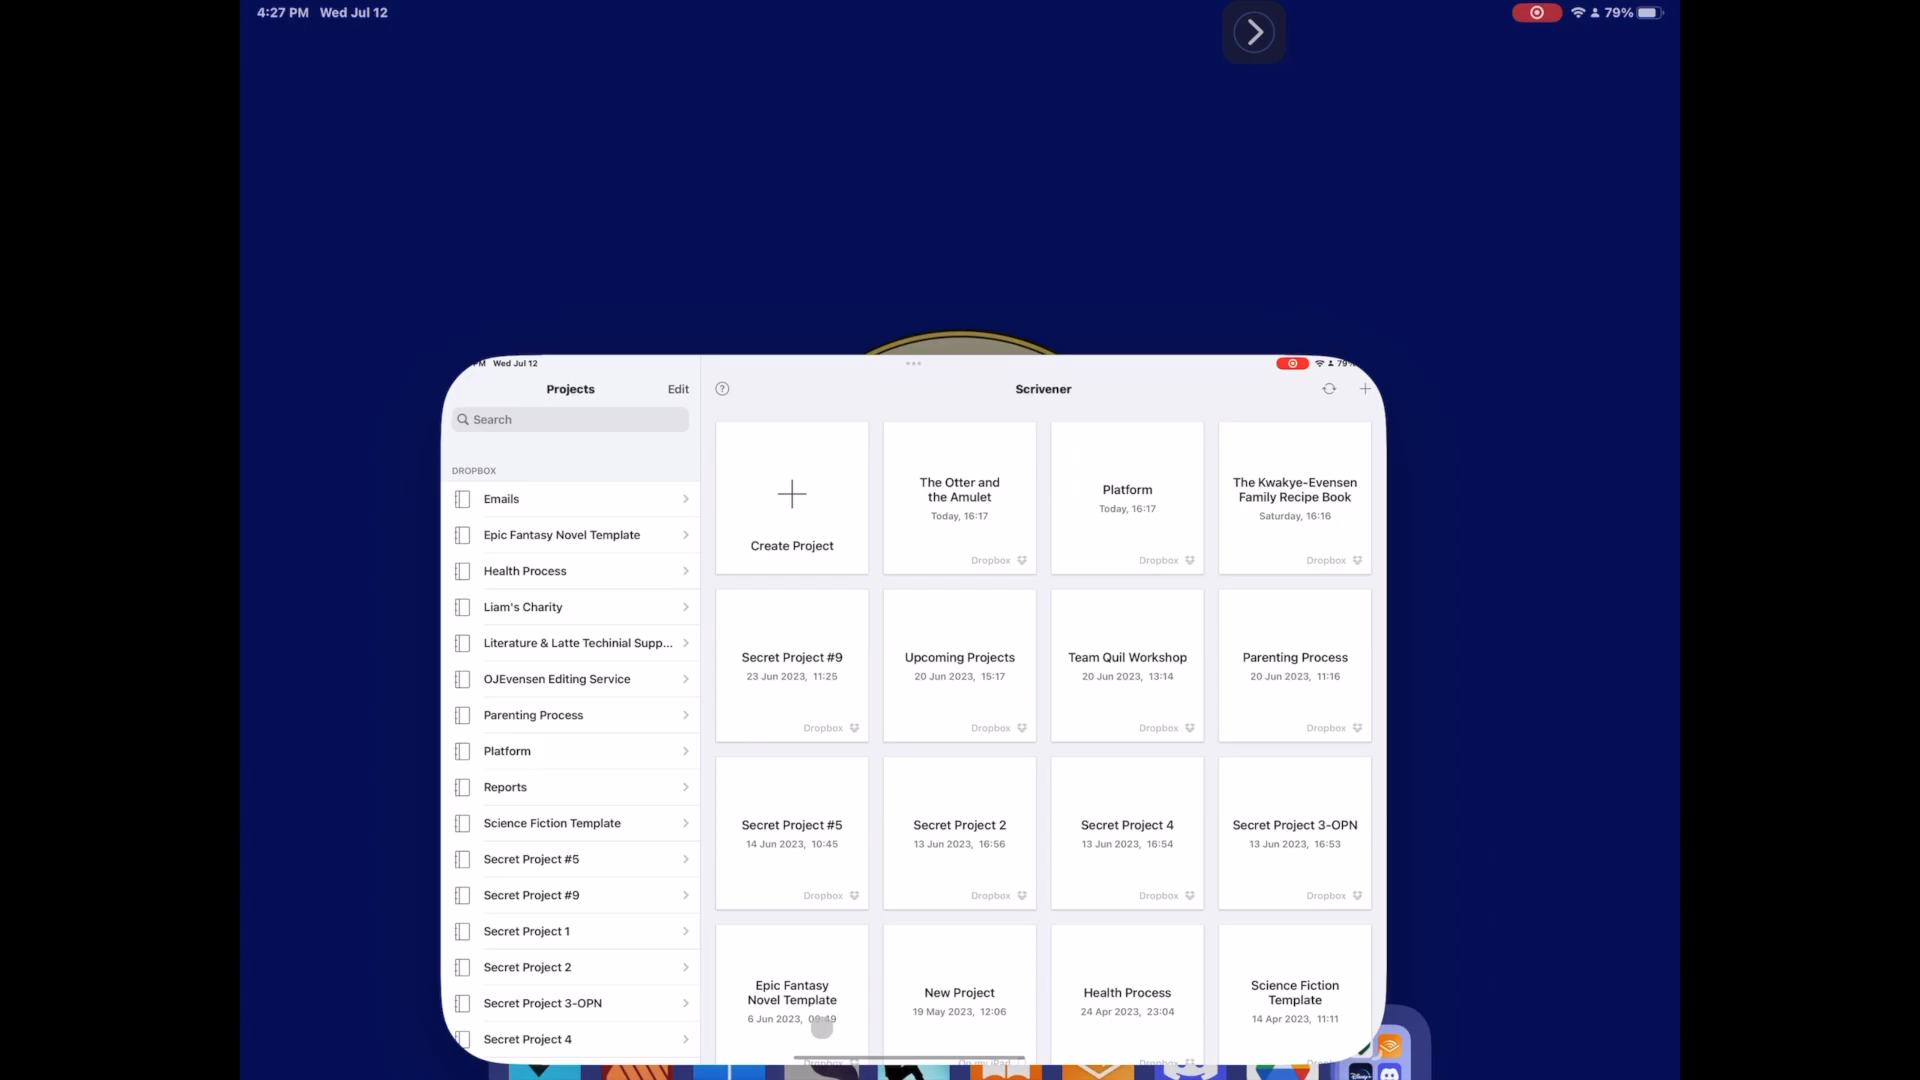 4:27 PM Wed Jul 12
79%
Wed Jul 12
Projects
Edit
Scrivener
Search
DROPBOX
Emails
Epic Fantasy Novel Template
Health Process
Liam's Charity
Literature & Latte Techinial Supp...
OJEvensen Editing Service
Parenting Process
Platform
Reports
Science Fiction Template
Secret Project #5
Secret Project #9
Secret Project 1
Secret Project 2
Secret Project 3-OPN
Secret Project 4
Create Project
The Otter and
the Amulet
Today, 16:17
Dropbox
Platform
Today, 16:17
Dropbox
The Kwakye-Evensen
Family Recipe Book
Saturday, 16:16
Dropbox
Secret Project #9
23 Jun 2023, 11:25
Dropbox
Upcoming Projects
20 Jun 2023, 15:17
Dropbox
Team Quil Workshop
20 Jun 2023, 13:14
Dropbox
Parenting Process
20 Jun 2023, 11:16
Dropbox
Secret Project #5
14 Jun 2023, 10:45
Dropbox
Secret Project 2
13 Jun 2023, 16:56
Dropbox
Secret Project 4
13 Jun 2023, 16:54
Dropbox
Secret Project 3-OPN
13 Jun 2023, 16:53
Dropbox
Epic Fantasy
Novel Template
6 Jun 2023,
New Project
19 May 2023, 12:06
Health Process
24 Apr 2023, 23:04
Science Fiction
Template
14 Apr 2023, 11:11